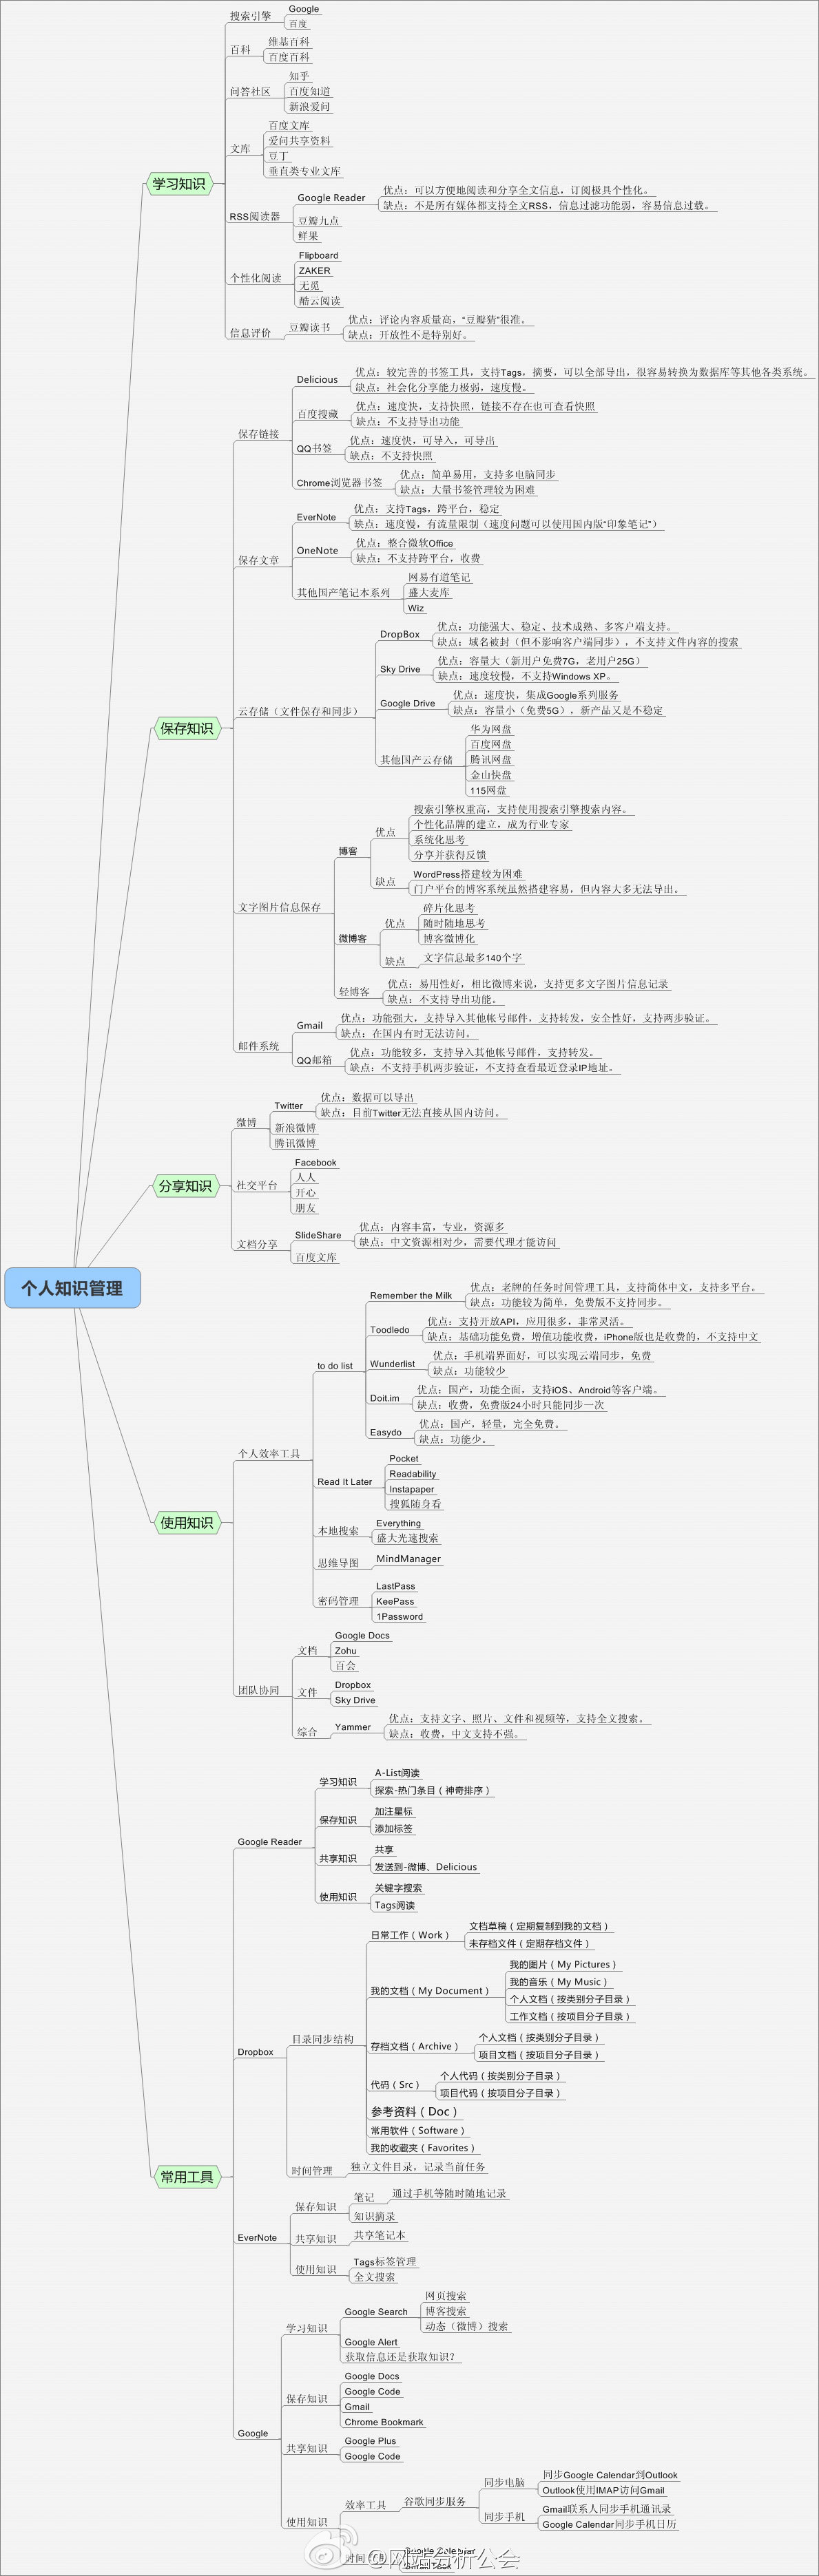 个人知识管理
学习知识
搜索引擎
Google
百度
百科
维基百科
百度百科
问答社区
知乎
百度知道
新浪爱问
文库
百度文库
爱问共享资料
豆丁
垂直类专业文库
RSS阅读器
Google Reader
优点：可以方便地阅读和分享全文信息，订阅极具个性化。
缺点：不是所有媒体都支持全文RSS，信息过滤功能弱，容易信息过载。
豆瓣九点
鲜果
个性化阅读
Flipboard
ZAKER
无觅
酷云阅读
信息评价
豆瓣读书
优点：评论内容质量高，“豆瓣猜”很准。
缺点：开放性不是特别好。
保存知识
保存链接
Delicious
优点：较完善的书签工具，支持Tags，摘要，可以全部导出，很容易转换为数据库等其他各类系统。
缺点：社会化分享能力极弱，速度慢。
百度搜藏
优点：速度快，支持快照，链接不存在也可查看快照
缺点：不支持导出功能
QQ书签
优点：速度快，可导入，可导出
缺点：不支持快照
Chrome浏览器书签
优点：简单易用，支持多电脑同步
缺点：大量书签管理较为困难
保存文章
EverNote
优点：支持Tags，跨平台，稳定
缺点：速度慢，有流量限制（速度问题可以使用国内版“印象笔记”）
OneNote
优点：整合微软Office
缺点：不支持跨平台，收费
其他国产笔记本系列
网易有道笔记
盛大麦库
Wiz
云存储（文件保存和同步）
DropBox
优点：功能强大、稳定、技术成熟、多客户端支持。
缺点：域名被封（但不影响客户端同步），不支持文件内容的搜索
Sky Drive
优点：容量大（新用户免费7G，老用户25G）
缺点：速度较慢，不支持Windows XP。
Google Drive
优点：速度快，集成Google系列服务
缺点：容量小（免费5G），新产品又是不稳定
其他国产云存储
华为网盘
百度网盘
腾讯网盘
金山快盘
115网盘
文字图片信息保存
博客
优点
搜索引擎权重高，支持使用搜索引擎搜索内容。
个性化品牌的建立，成为行业专家
系统化思考
分享并获得反馈
缺点
WordPress搭建较为困难
门户平台的博客系统虽然搭建容易，但内容大多无法导出。
微博客
优点
碎片化思考
随时随地思考
博客微博化
缺点
文字信息最多140个字
轻博客
优点：易用性好，相比微博来说，支持更多文字图片信息记录
缺点：不支持导出功能。
邮件系统
Gmail
优点：功能强大，支持导入其他帐号邮件，支持转发，安全性好，支持两步验证。
缺点：在国内有时无法访问。
QQ邮箱
优点：功能较多，支持导入其他帐号邮件，支持转发。
缺点：不支持手机两步验证，不支持查看最近登录IP地址。
分享知识
微博
Twitter
优点：数据可以导出
缺点：目前Twitter无法直接从国内访问。
新浪微博
腾讯微博
社交平台
Facebook
人人
开心
朋友
文档分享
SlideShare
优点：内容丰富，专业，资源多
缺点：中文资源相对少，需要代理才能访问
百度文库
使用知识
个人效率工具
to do list
Remember the Milk
优点：老牌的任务时间管理工具，支持简体中文，支持多平台。
缺点：功能较为简单，免费版不支持同步。
Toodledo
优点：支持开放API，应用很多，非常灵活。
缺点：基础功能免费，增值功能收费，iPhone版也是收费的，不支持中文
Wunderlist
优点：手机端界面好，可以实现云端同步，免费
缺点：功能较少
Doit.im
优点：国产，功能全面，支持iOS、Android等客户端。
缺点：收费，免费版24小时只能同步一次
Easydo
优点：国产，轻量，完全免费。
缺点：功能少。
Read It Later
Pocket
Readability
Instapaper
搜狐随身看
本地搜索
Everything
盛大光速搜索
思维导图
MindManager
密码管理
LastPass
KeePass
1Password
团队协同
文档
Google Docs
Zohu
百会
文件
Dropbox
Sky Drive
综合
Yammer
优点：支持文字、照片、文件和视频等，支持全文搜索。
缺点：收费，中文支持不强。
常用工具
Google Reader
学习知识
A-List阅读
探索-热门条目（神奇排序）
保存知识
加注星标
添加标签
共享知识
共享
发送到-微博、Delicious
使用知识
关键字搜索
Tags阅读
Dropbox
目录同步结构
日常工作（Work）
文档草稿（定期复制到我的文档）
未存档文件（定期存档文件）
我的文档（My Document）
我的图片（My Pictures）
我的音乐（My Music）
个人文档（按类别分子目录）
工作文档（按项目分子目录）
存档文档（Archive）
个人文档（按类别分子目录）
项目文档（按项目分子目录）
代码（Src）
个人代码（按类别分子目录）
项目代码（按项目分子目录）
参考资料（Doc）
常用软件（Software）
我的收藏夹（Favorites）
时间管理
独立文件目录，记录当前任务
EverNote
保存知识
笔记
通过手机等随时随地记录
知识摘录
共享知识
共享笔记本
使用知识
Tags标签管理
全文搜索
Google
学习知识
Google Search
网页搜索
博客搜索
动态（微博）搜索
Google Alert
获取信息还是获取知识？
保存知识
Google Docs
Google Code
Gmail
Chrome Bookmark
共享知识
Google Plus
Google Code
使用知识
效率工具
谷歌同步服务
同步电脑
同步Google Calendar到Outlook
Outlook使用IMAP访问Gmail
同步手机
Gmail联系人同步手机通讯录
Google Calendar同步手机日历
时间
@网站分析公会